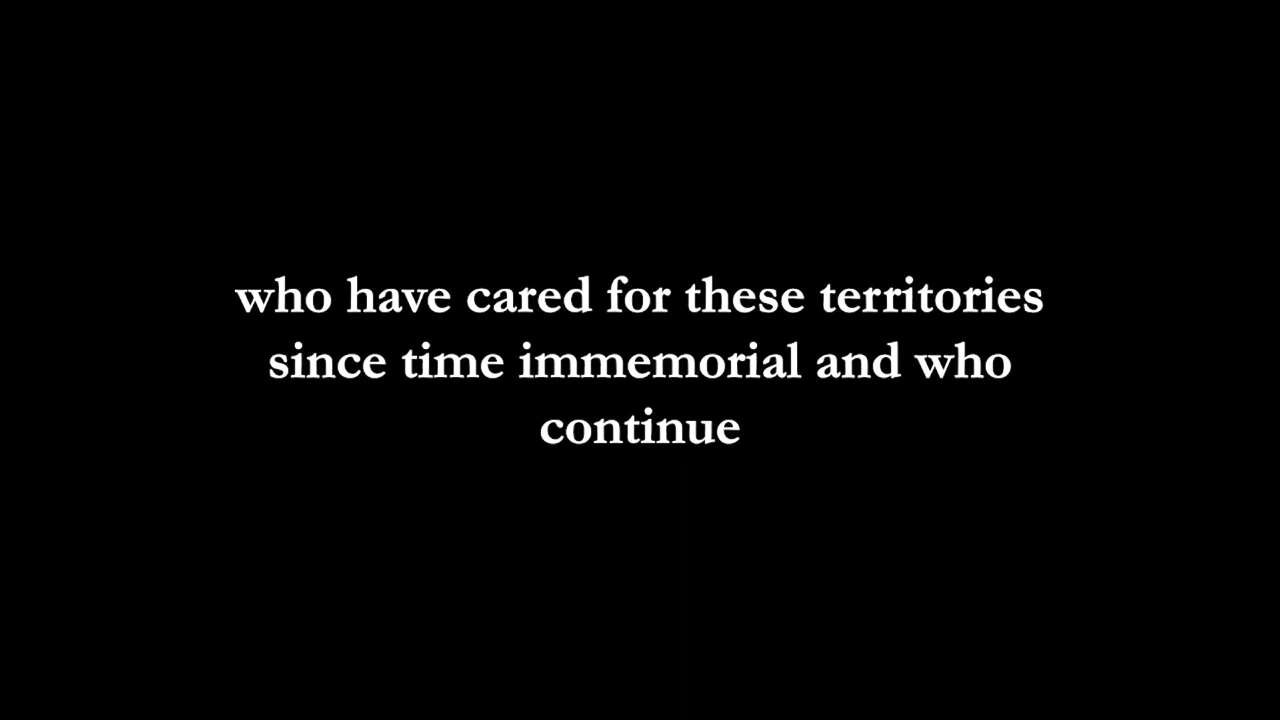 who have cared for these territories
since time immemorial and who
continue